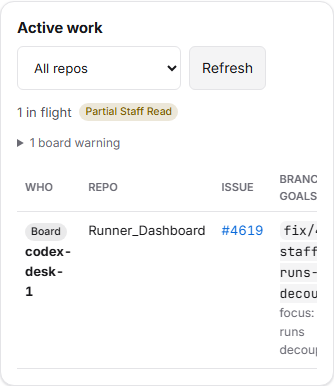 Active work
All repos
Refresh
1 in flight Partial Staff Read
1 board warning
WHO REPO ISSUE BRANC
GOALS
Board
codex-
desk-
1
Runner_Dashboard
#4619
fix/4
staff
runs-
decou
focus:
runs
decoup